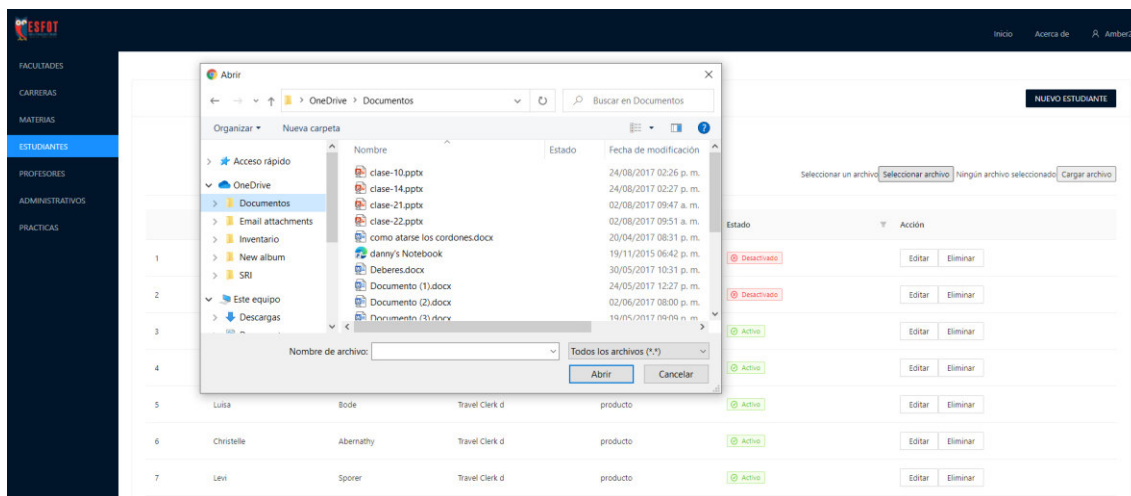 ESFOT
Inicio Acerca de Amber2
FACULTADES
CARRERAS
MATERIAS
ESTUDIANTES
PROFESORES
ADMINISTRATIVOS
PRACTICAS
NUEVO ESTUDIANTE
Seleccionar un archivo Seleccionar archivo Ningún archivo seleccionado Cargar archivo
Abrir
OneDrive > Documentos
Buscar en Documentos
Organizar Nueva carpeta
Acceso rápido
OneDrive
Documentos
Email attachments
Inventario
New album
SRI
Este equipo
Descargas
Nombre Estado Fecha de modificación
clase-10.pptx 24/08/2017 02:26 p. m.
clase-14.pptx 24/08/2017 02:27 p. m.
clase-21.pptx 02/08/2017 09:47 a. m.
clase-22.pptx 02/08/2017 09:51 a. m.
como atarse los cordones.docx 20/04/2017 08:31 p. m.
danny's Notebook 19/11/2015 06:42 p. m.
Deberes.docx 30/05/2017 10:31 p. m.
Documento (1).docx 24/05/2017 12:27 p. m.
Documento (2).docx 02/06/2017 08:00 p. m.
Documento (3).docx 19/05/2017 09:09 p. m.
Nombre de archivo: Todos los archivos (*.*)
Abrir Cancelar
Estado Acción
1 Desactivado Editar Eliminar
2 Desactivado Editar Eliminar
3 Activo Editar Eliminar
4 Activo Editar Eliminar
5 Luisa Bode Travel Clerk d producto Activo Editar Eliminar
6 Christelle Abernathy Travel Clerk d producto Activo Editar Eliminar
7 Levi Sporer Travel Clerk d producto Activo Editar Eliminar